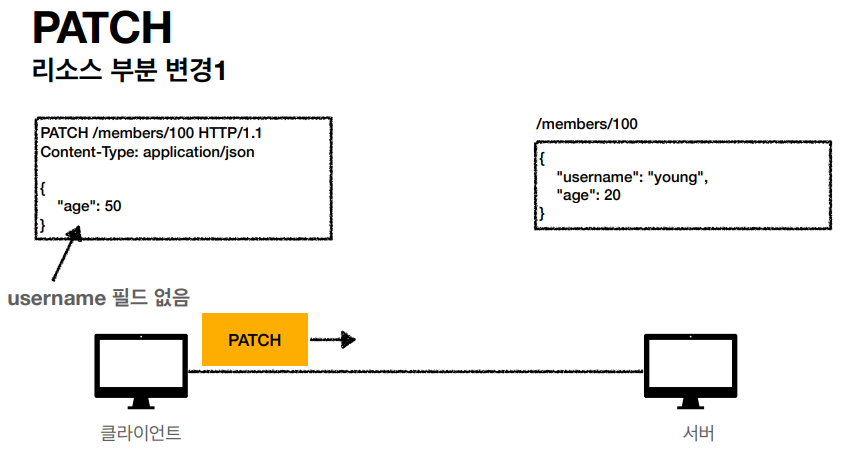 PATCH
리소스 부분 변경1
PATCH /members/100 HTTP/1.1
Content-Type: application/json
{
"age": 50
}
username 필드 없음
/members/100
{
"username": "young",
"age": 20
}
PATCH
클라이언트
서버